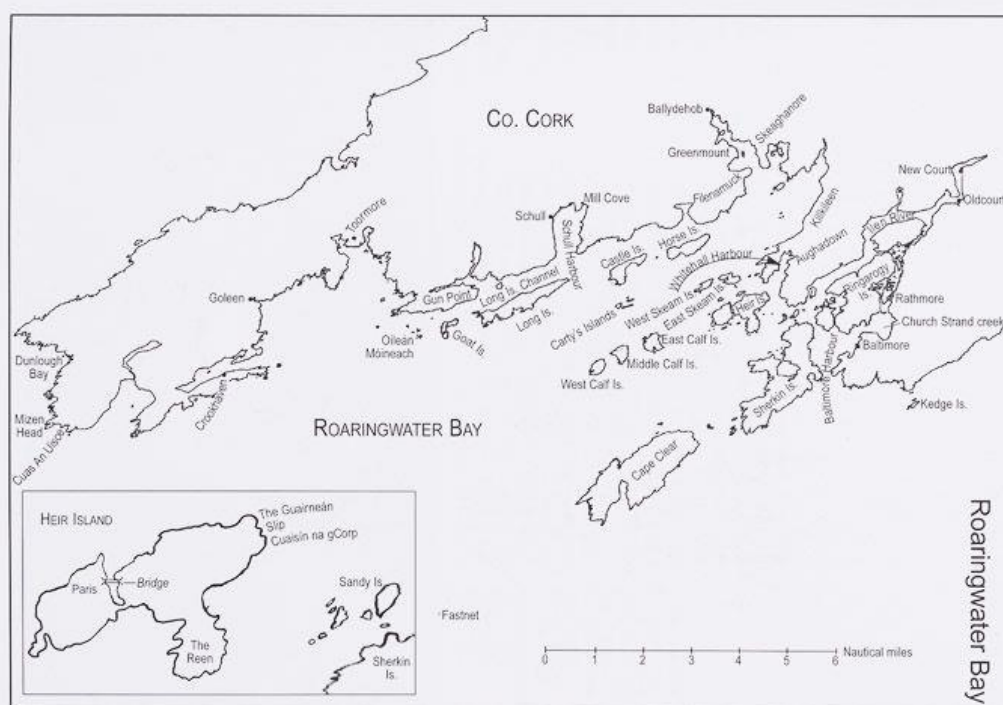 Co. Cork
Ballydehob
Skeaghanore
Greenmount
New Court
Oldcourt
Mill Cove
Filenamuck
Kilkileen
Ilen River
Schull
Schull Harbour
Toormore
Castle Is.
Horse Is.
Whitehall Harbour
Aughadown
Ringarogy
Is.
Goleen
Gun Point
Long Is. Channel
Long Is.
Carty's Islands
West Skeam Is.
East Skeam Is.
Heir Is.
Rathmore
Church Strand creek
Oileán
Móineach
Goat Is.
East Calf Is.
Middle Calf Is.
West Calf Is.
Baltimore
Baltimore Harbour
Dunlough
Bay
Crookhaven
Mizen
Head
Cuas An Uisce
Sherkin Is.
Kedge Is.
Roaringwater Bay
Cape Clear
Heir Island
The Guairneán
Slip
Cuaisín na gCorp
Paris
Bridge
Sandy Is.
The
Reen
Sherkin
Is.
Fastnet
0 1 2 3 4 5 6 Nautical miles
Roaringwater Bay